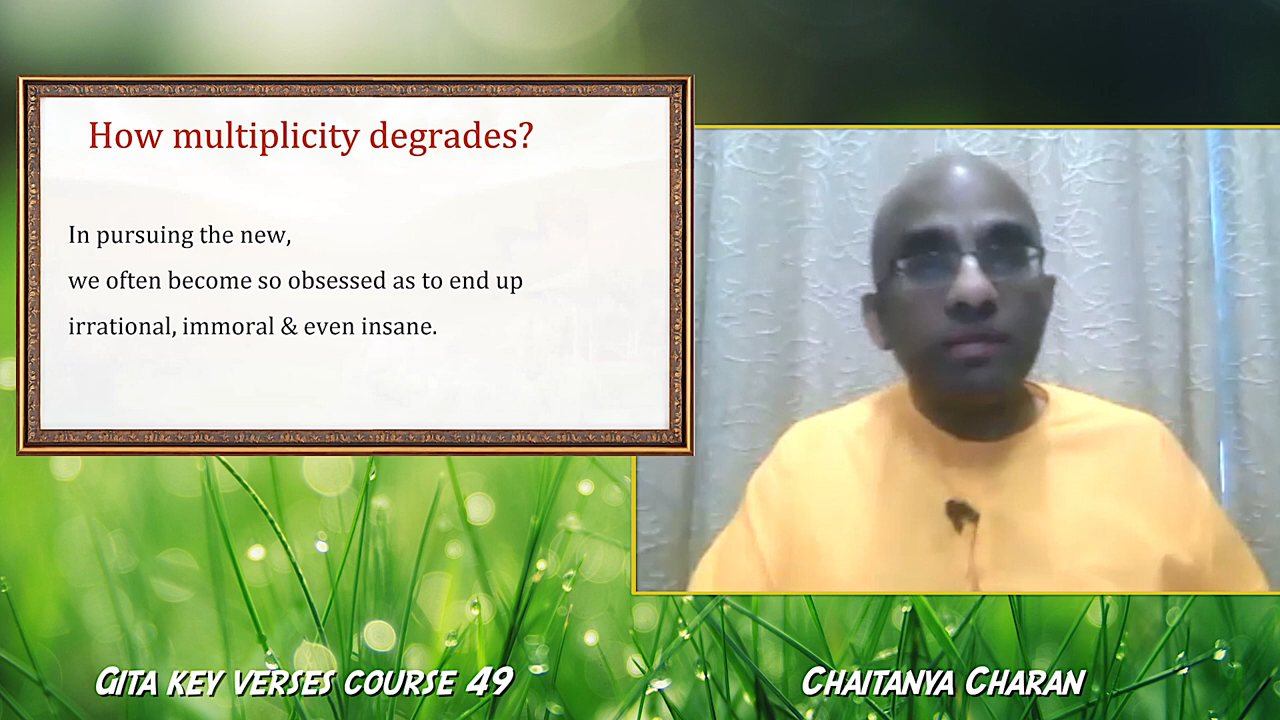 How multiplicity degrades?
In pursuing the new,
we often become so obsessed as to end up
irrational, immoral & even insane.
Gita key verses course 49
Chaitanya Charan